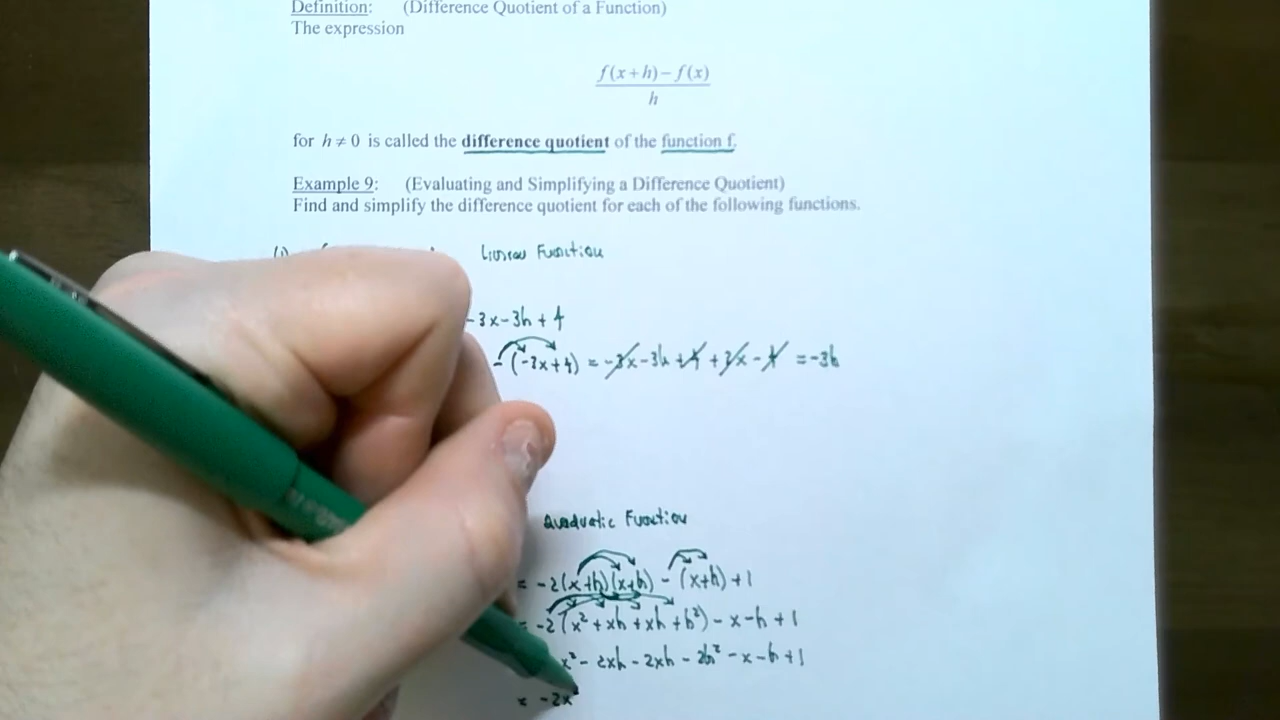 Definition: (Difference Quotient of a Function)
The expression
f(x+h)−f(x)
h
for h ≠ 0 is called the difference quotient of the function f.
Example 9: (Evaluating and Simplifying a Difference Quotient)
Find and simplify the difference quotient for each of the following functions.
Linear Function
-3x-3h+4
-(-3x+4) = -3x-3h+4+3x-4 = -3h
Quadratic Function
= -2(x+h)(x+h) - (x+h)+1
= -2(x²+xh+xh+h²)-x-h+1
x²-2xh-2xh-2h²-x-h+1
= -2x²